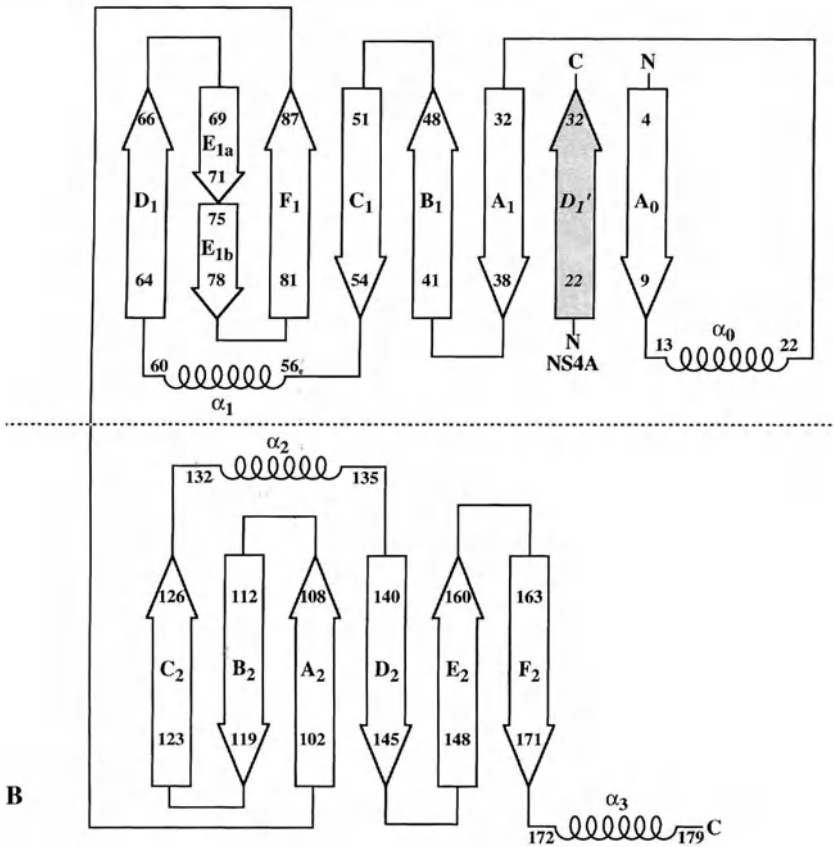 C N
66 69 87 51 48 32 32 4
E1a
71
D1 F1 C1 B1 A1 D1' A0
75
E1b
64 78 81 54 41 38 22 9
N
NS4A
60 56 13 22
α0
α1
α2
132 135
126 112 108 140 160 163
C2 B2 A2 D2 E2 F2
123 119 102 145 148 171
B
α3
172 179 C